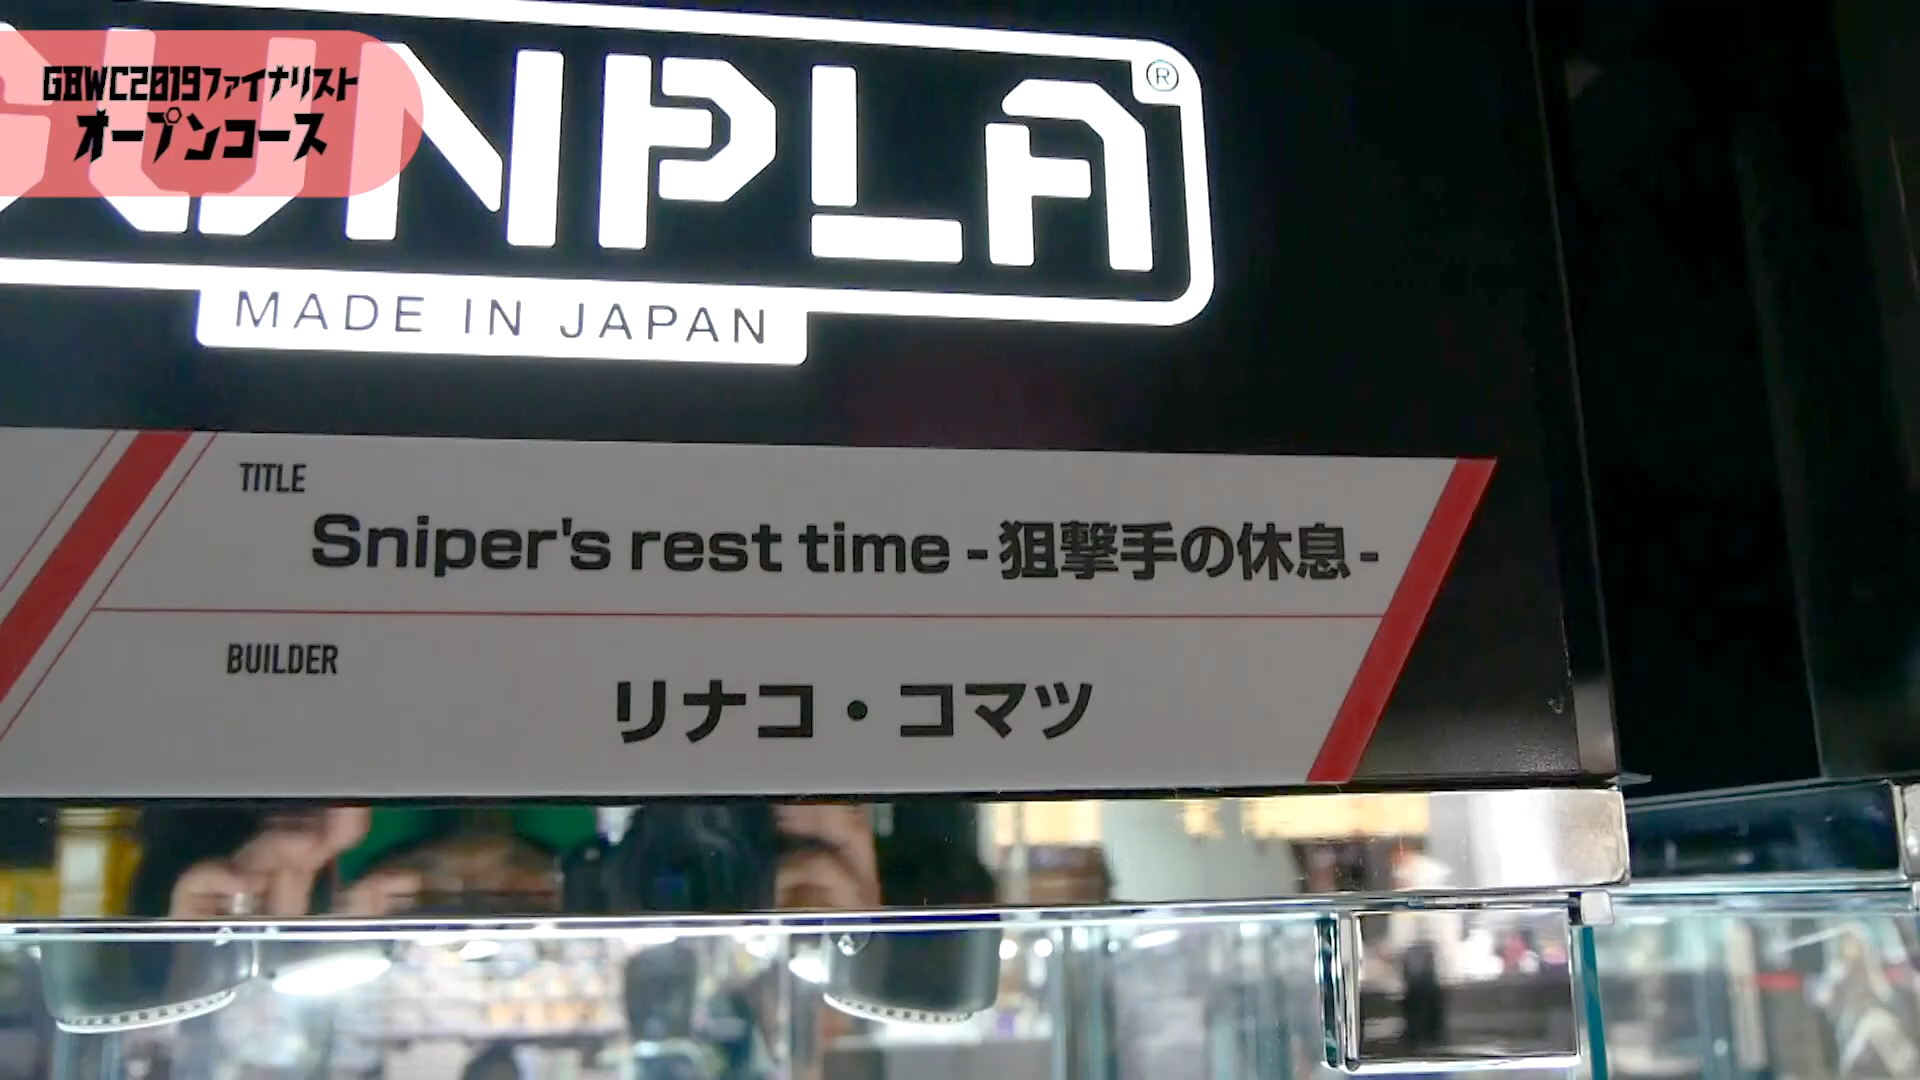 GBWC2019ファイナリスト
オープンコース
GUNPLA®
MADE IN JAPAN
TITLE
Sniper's rest time -狙撃手の休息-
BUILDER
リナコ・コマツ